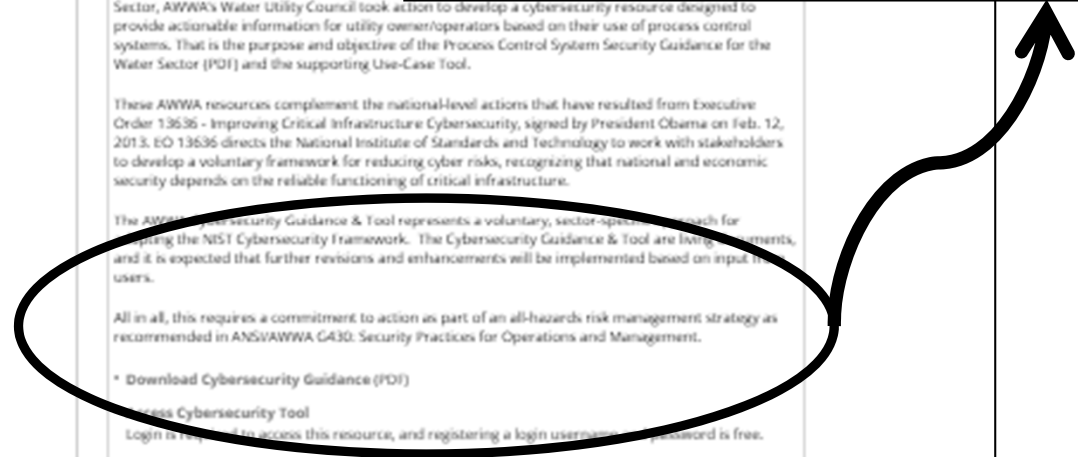 Sector, AWWA's Water Utility Council took action to develop a cybersecurity resource designed to
provide actionable information for utility owner/operators based on their use of process control
systems. That is the purpose and objective of the Process Control System Security Guidance for the
Water Sector (PDF) and the supporting Use-Case Tool.
These AWWA resources complement the national-level actions that have resulted from Executive
Order 13636 - Improving Critical Infrastructure Cybersecurity, signed by President Obama on Feb. 12,
2013. EO 13636 directs the National Institute of Standards and Technology to work with stakeholders
to develop a voluntary framework for reducing cyber risks, recognizing that national and economic
security depends on the reliable functioning of critical infrastructure.
The AWWA Cybersecurity Guidance & Tool represents a voluntary, sector-specific approach for
the NIST Cybersecurity Framework. The Cybersecurity Guidance & Tool are living documents,
and it is expected that further revisions and enhancements will be implemented based on input from
users.
All in all, this requires a commitment to action as part of an all-hazards risk management strategy as
recommended in ANSI/AWWA G430: Security Practices for Operations and Management.
• Download Cybersecurity Guidance (PDF)
Access Cybersecurity Tool
Login is required to access this resource, and registering a login username and password is free.